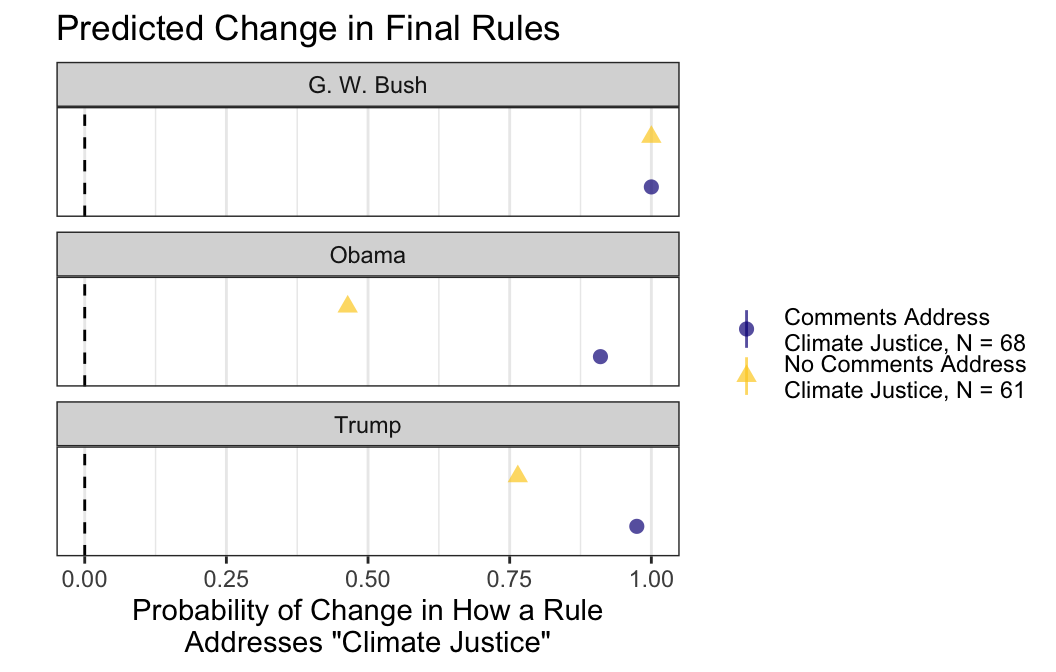 Predicted Change in Final Rules
G. W. Bush
Obama
Trump
0.00 0.25 0.50 0.75 1.00
Probability of Change in How a Rule
Addresses "Climate Justice"
Comments Address
Climate Justice, N = 68
No Comments Address
Climate Justice, N = 61